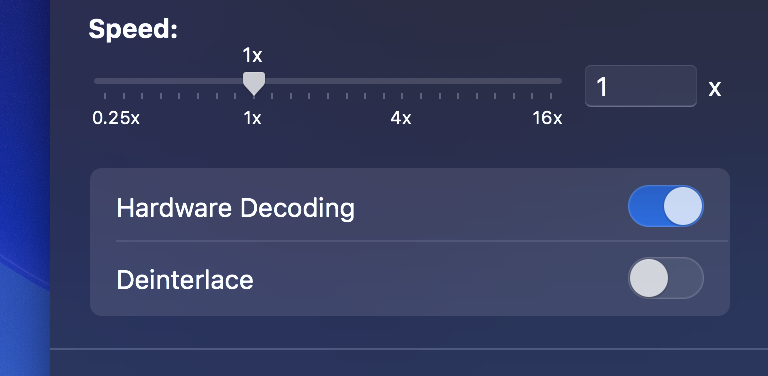 Speed:
1x
1 x
0.25x 1x 4x 16x
Hardware Decoding
Deinterlace